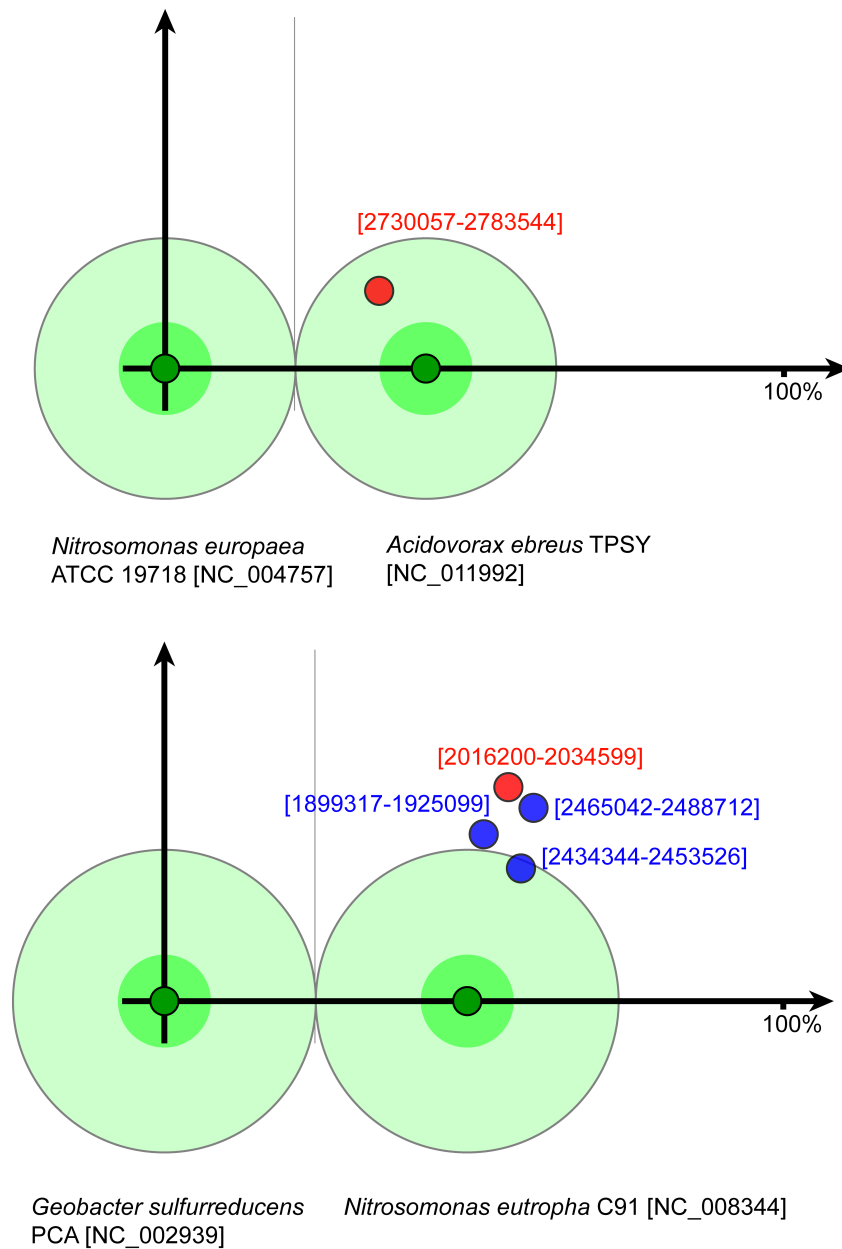 [2730057-2783544]
100%
Nitrosomonas europaea
ATCC 19718 [NC_004757]
Acidovorax ebreus TPSY
[NC_011992]
[2016200-2034599]
[1899317-1925099]
[2465042-2488712]
[2434344-2453526]
100%
Geobacter sulfurreducens
PCA [NC_002939]
Nitrosomonas eutropha C91 [NC_008344]